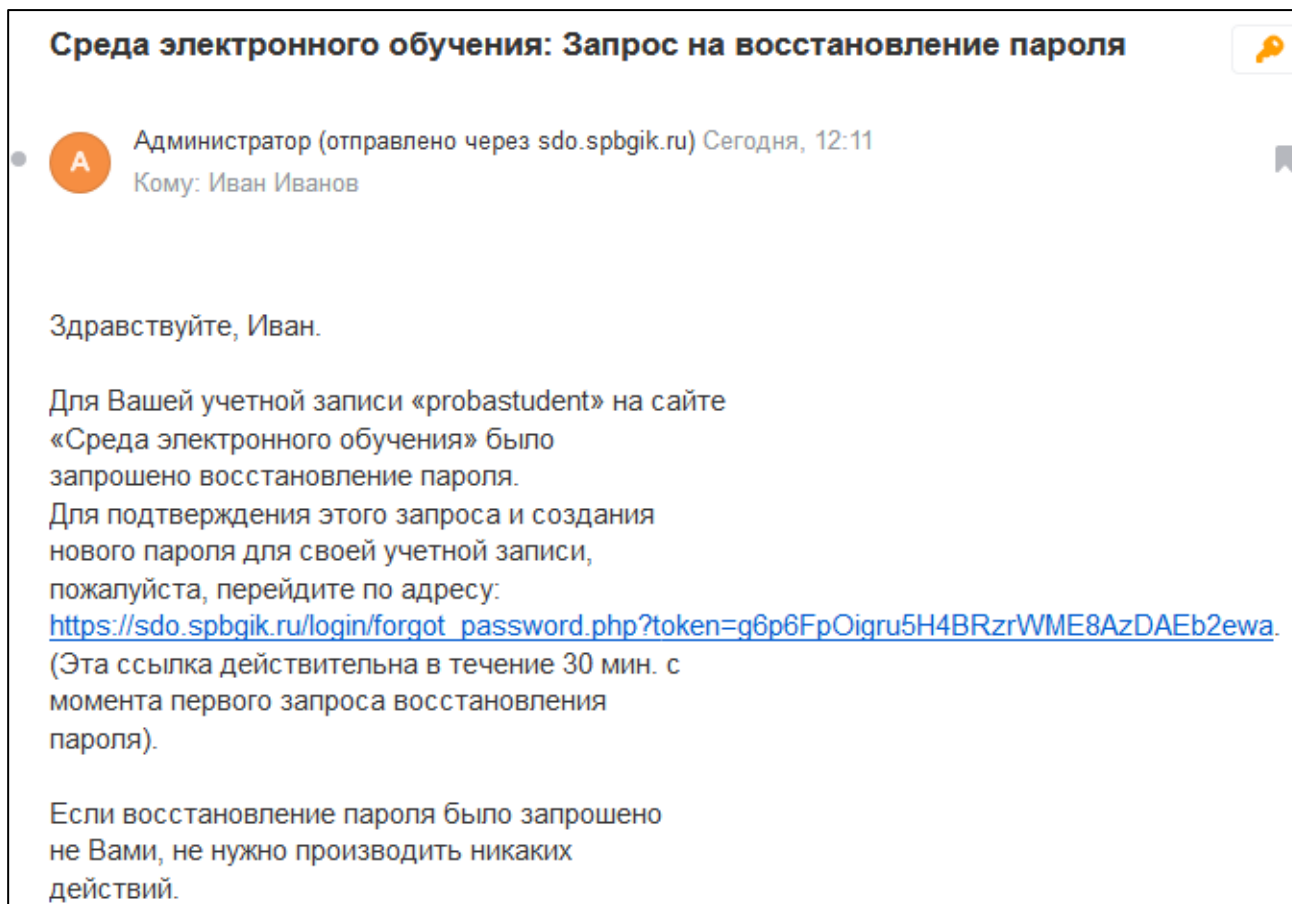 Среда электронного обучения: Запрос на восстановление пароля
А
Администратор (отправлено через sdo.spbgik.ru) Сегодня, 12:11
Кому: Иван Иванов
Здравствуйте, Иван.
Для Вашей учетной записи «probastudent» на сайте
«Среда электронного обучения» было
запрошено восстановление пароля.
Для подтверждения этого запроса и создания
нового пароля для своей учетной записи,
пожалуйста, перейдите по адресу:
https://sdo.spbgik.ru/login/forgot_password.php?token=g6p6FpOigru5H4BRzrWME8AzDAEb2ewa.
(Эта ссылка действительна в течение 30 мин. с
момента первого запроса восстановления
пароля).
Если восстановление пароля было запрошено
не Вами, не нужно производить никаких
действий.